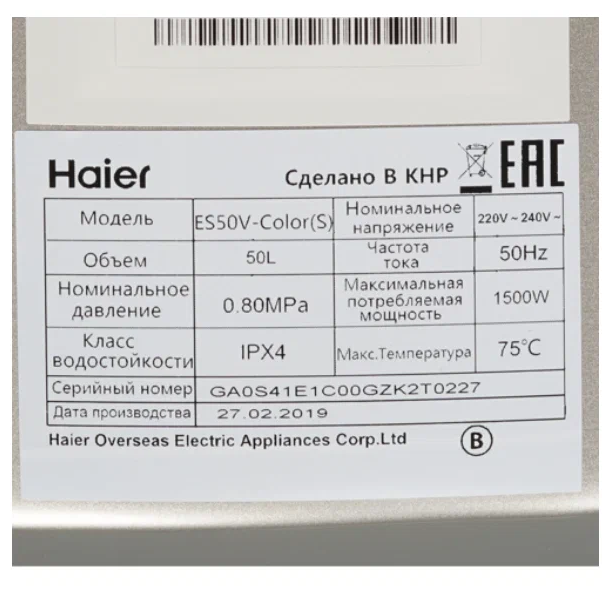 Haier
Сделано В КНР
EAC
Модель ES50V-Color(S) Номинальное напряжение 220V ~ 240V ~
Объем 50L Частота тока 50Hz
Номинальное давление 0.80MPa Максимальная потребляемая мощность 1500W
Класс водостойкости IPX4 Макс.Температура 75°C
Серийный номер GA0S41E1C00GZK2T0227
Дата производства 27.02.2019
Haier Overseas Electric Appliances Corp.Ltd B